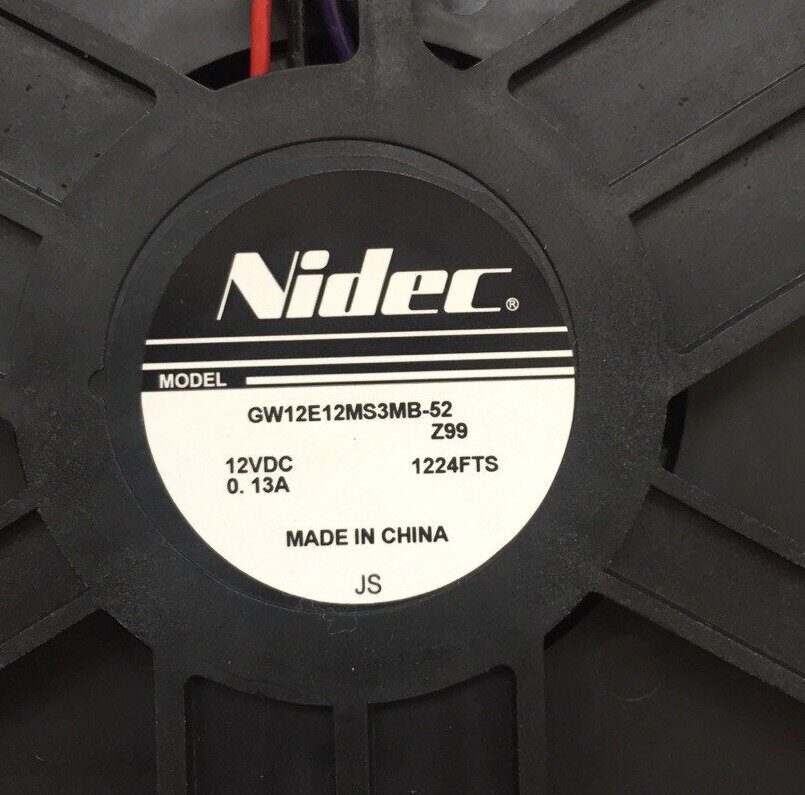 Nidec®
MODEL
GW12E12MS3MB-52
Z99
12VDC 1224FTS
0.13A
MADE IN CHINA
JS